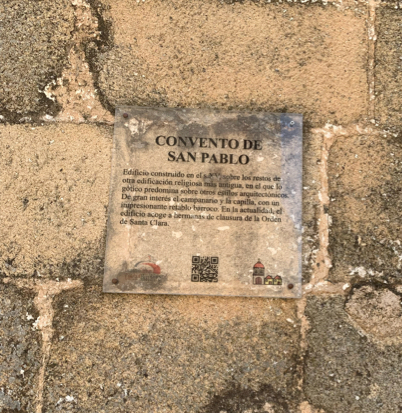 CONVENTO DE
SAN PABLO
Edificio construido en el s. sobre los restos de
otra edificación religiosa más antigua, en el que lo
gótico predomina sobre otros estilos arquitectónicos.
De gran interés el campanario y la capilla, con un
impresionante retablo barroco. En la actualidad, el
edificio acoge a hermanas de clausura de la Orden
de Santa Clara.